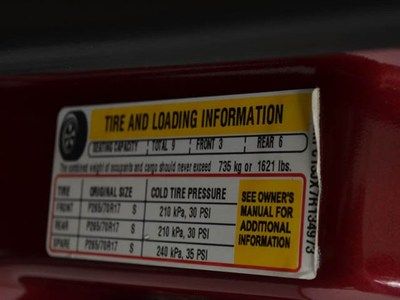 TIRE AND LOADING INFORMATION
SEATING CAPACITY TOTAL 9 FRONT 3 REAR 6
The combined weight of occupants and cargo should never exceed 735 kg or 1621 lbs.
TIRE ORIGINAL SIZE COLD TIRE PRESSURE
FRONT P265/70R17 S 210 kPa, 30 PSI
REAR P265/70R17 S 210 kPa, 30 PSI
SPARE P265/70R17 S 240 kPa, 35 PSI
SEE OWNER'S
MANUAL FOR
ADDITIONAL
INFORMATION